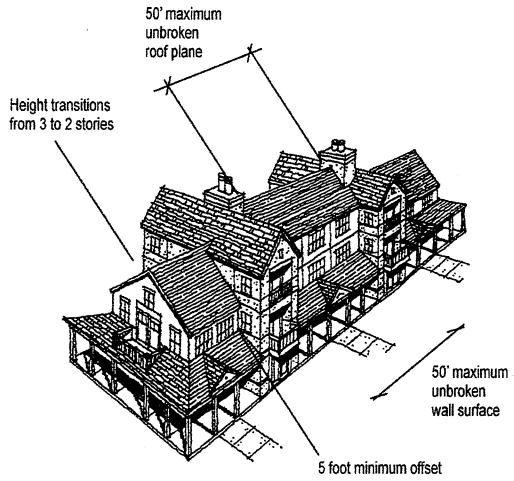 50' maximum
unbroken
roof plane
Height transitions
from 3 to 2 stories
50' maximum
unbroken
wall surface
5 foot minimum offset